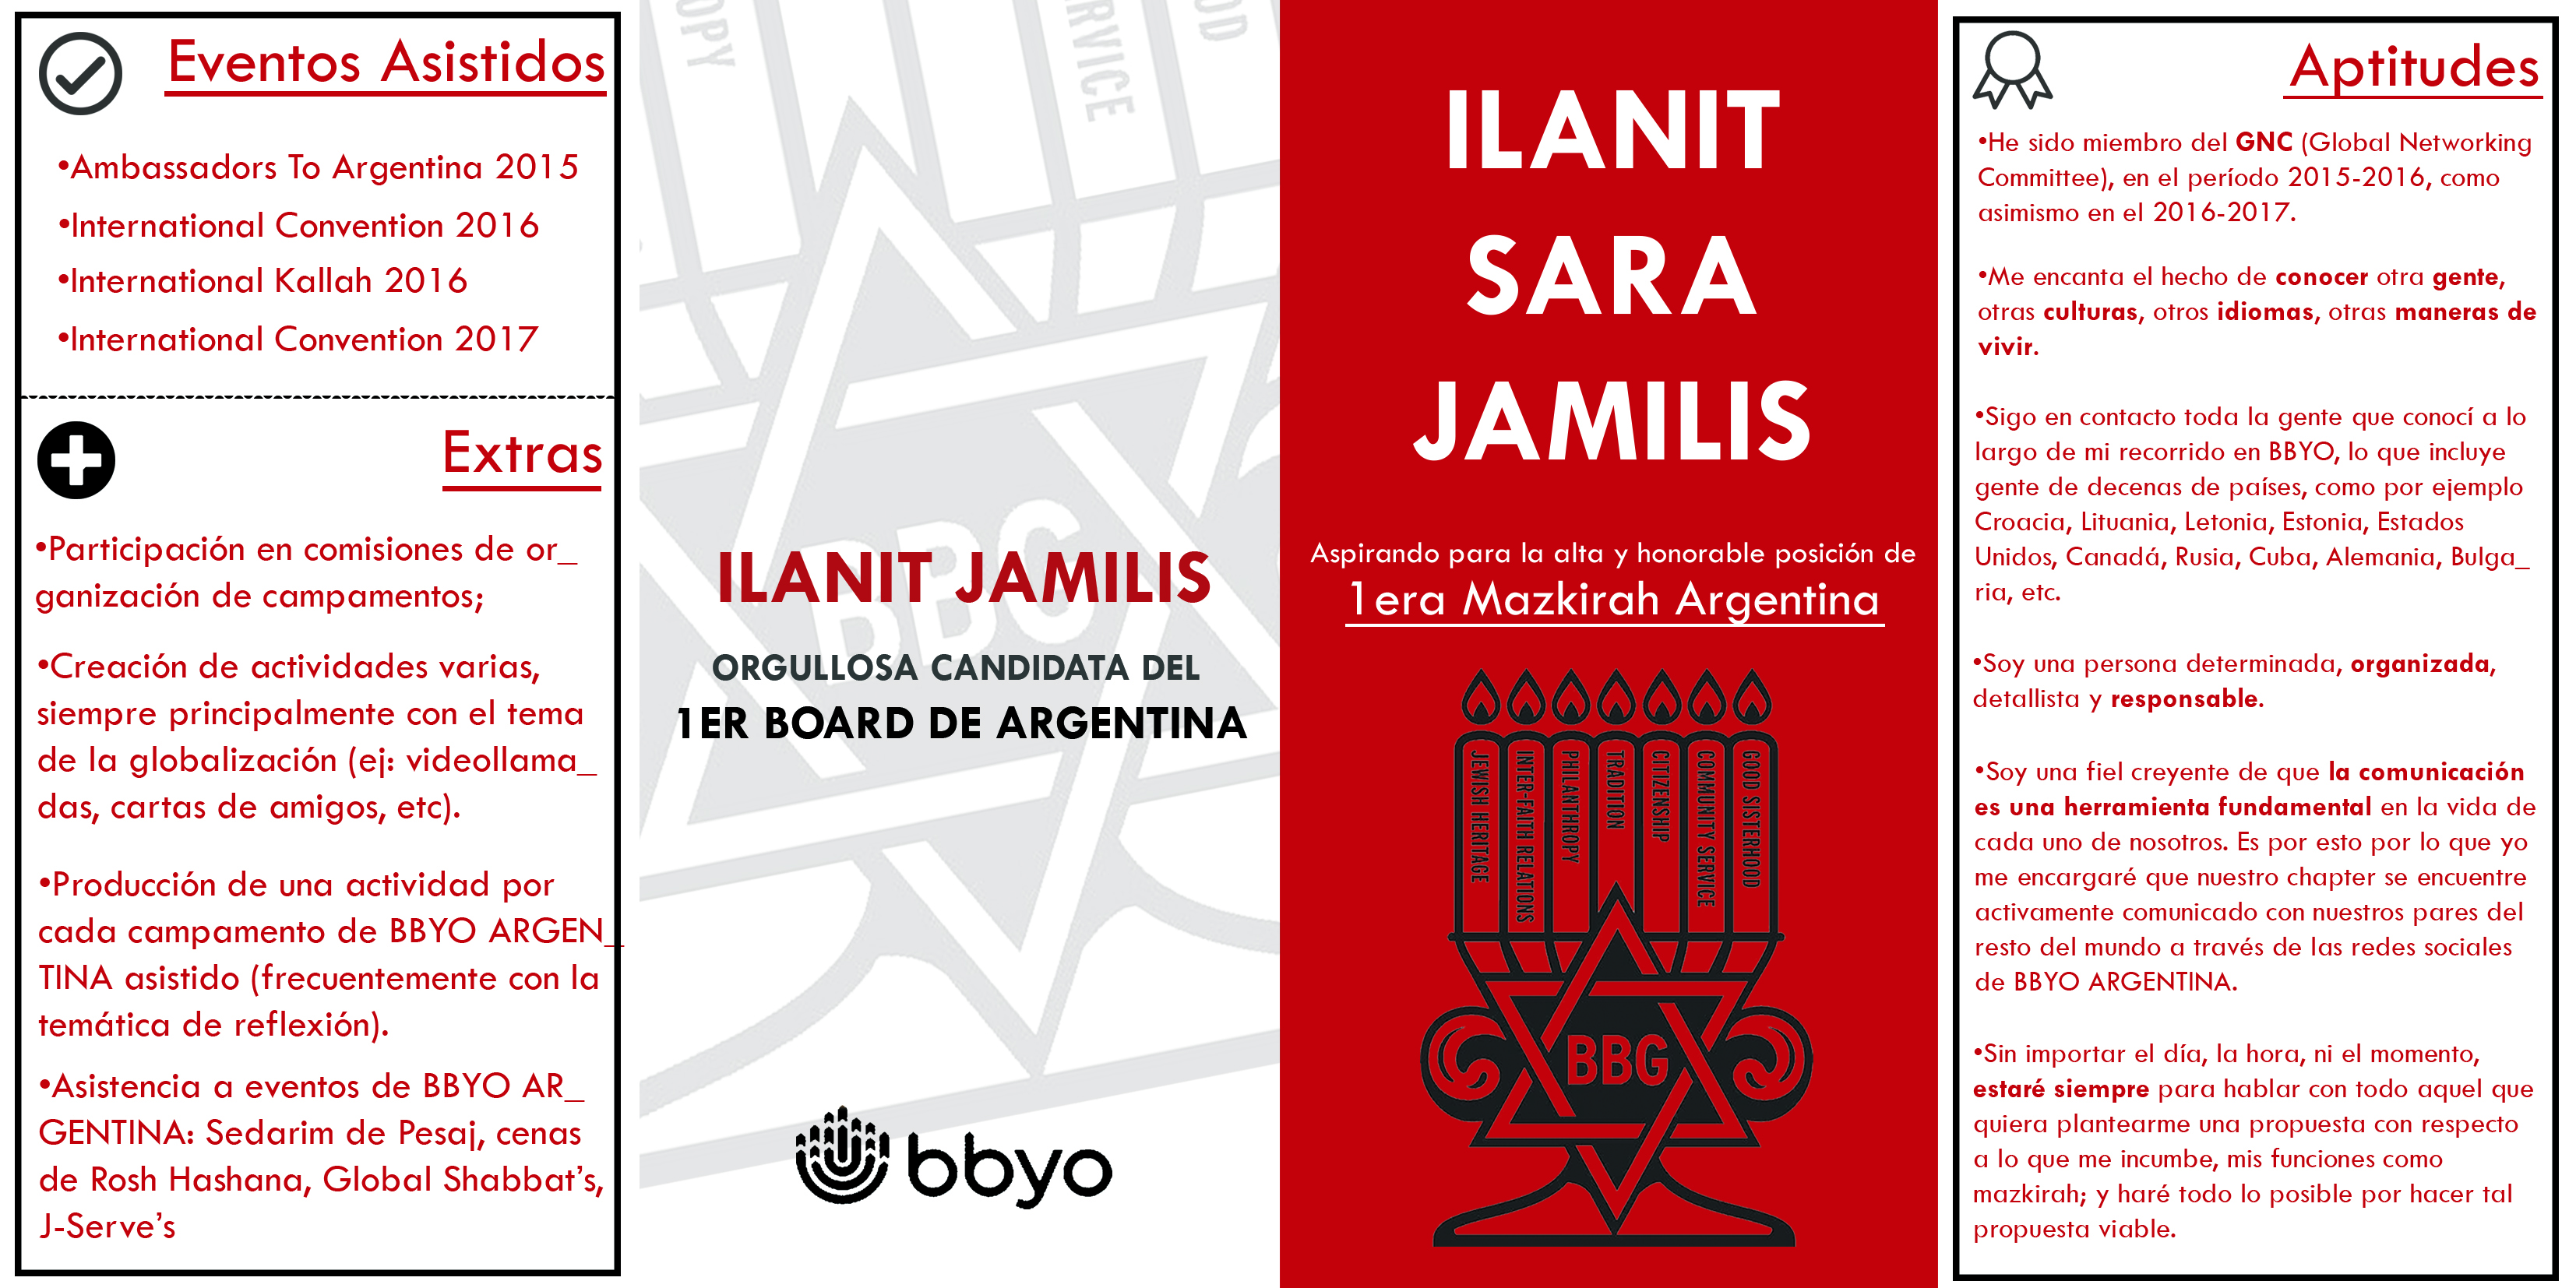 Eventos Asistidos
•Ambassadors To Argentina 2015
•International Convention 2016
•International Kallah 2016
•International Convention 2017
Extras
•Participación en comisiones de or_
ganización de campamentos;
•Creación de actividades varias,
siempre principalmente con el tema
de la globalización (ej: videollama_
das, cartas de amigos, etc).
•Producción de una actividad por
cada campamento de BBYO ARGEN_
TINA asistido (frecuentemente con la
temática de reflexión).
•Asistencia a eventos de BBYO AR_
GENTINA: Sedarim de Pesaj, cenas
de Rosh Hashana, Global Shabbat’s,
J-Serve’s
OPY
RVICE
OD
BBG
ILANIT JAMILIS
ORGULLOSA CANDIDATA DEL
1ER BOARD DE ARGENTINA
bbyo
ILANIT
SARA
JAMILIS
Aspirando para la alta y honorable posición de
1era Mazkirah Argentina
JEWISH HERITAGE
INTER-FAITH RELATIONS
PHILANTHROPY
TRADITION
CITIZENSHIP
COMMUNITY SERVICE
GOOD SISTERHOOD
BBG
Aptitudes
•He sido miembro del GNC (Global Networking
Committee), en el período 2015-2016, como
asimismo en el 2016-2017.
•Me encanta el hecho de conocer otra gente,
otras culturas, otros idiomas, otras maneras de
vivir.
•Sigo en contacto toda la gente que conocí a lo
largo de mi recorrido en BBYO, lo que incluye
gente de decenas de países, como por ejemplo
Croacia, Lituania, Letonia, Estonia, Estados
Unidos, Canadá, Rusia, Cuba, Alemania, Bulga_
ria, etc.
•Soy una persona determinada, organizada,
detallista y responsable.
•Soy una fiel creyente de que la comunicación
es una herramienta fundamental en la vida de
cada uno de nosotros. Es por esto por lo que yo
me encargaré que nuestro chapter se encuentre
activamente comunicado con nuestros pares del
resto del mundo a través de las redes sociales
de BBYO ARGENTINA.
•Sin importar el día, la hora, ni el momento,
estaré siempre para hablar con todo aquel que
quiera plantearme una propuesta con respecto
a lo que me incumbe, mis funciones como
mazkirah; y haré todo lo posible por hacer tal
propuesta viable.